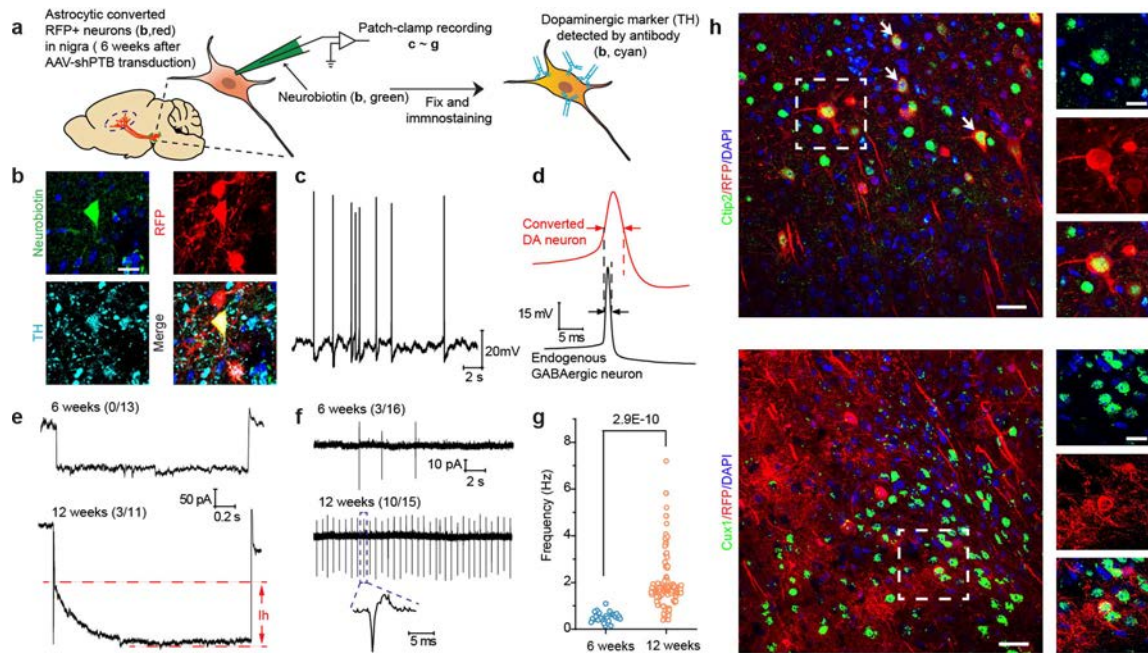 a
Astrocytic converted
RFP+ neurons (b,red)
in nigra ( 6 weeks after
AAV-shPTB transduction)
Patch-clamp recording
c ~ g
Neurobiotin (b, green)
Fix and
immnostaining
Dopaminergic marker (TH)
detected by antibody
(b, cyan)
b
Neurobiotin
RFP
TH
Merge
c
20mV
2 s
d
Converted
DA neuron
15 mV
5 ms
Endogenous
GABAergic neuron
e
6 weeks (0/13)
50 pA
0.2 s
12 weeks (3/11)
Ih
f
6 weeks (3/16)
10 pA
2 s
12 weeks (10/15)
5 ms
g
2.9E-10
Frequency (Hz)
8
6
4
2
0
6 weeks
12 weeks
h
Ctip2/RFP/DAPI
Cux1/RFP/DAPI